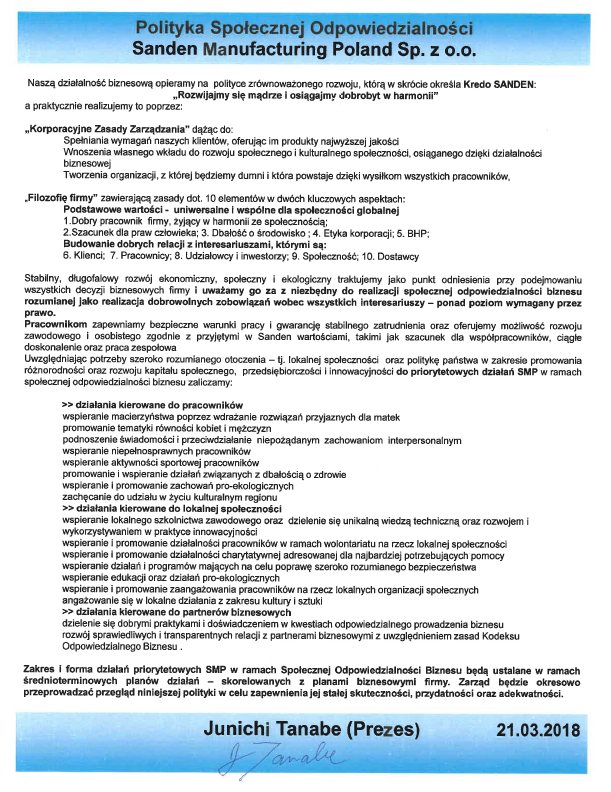 Polityka Społecznej Odpowiedzialności
Sanden Manufacturing Poland Sp. z o.o.
Naszą działalność biznesową opieramy na polityce zrównoważonego rozwoju, którą w skrócie określa Kredo SANDEN:
„Rozwijajmy się mądrze i osiągajmy dobrobyt w harmonii”
a praktycznie realizujemy to poprzez:
„Korporacyjne Zasady Zarządzania” dążąc do:
Spełniania wymagań naszych klientów, oferując im produkty najwyższej jakości
Wnoszenia własnego wkładu do rozwoju społecznego i kulturalnego społeczności, osiąganego dzięki działalności
biznesowej
Tworzenia organizacji, z której będziemy dumni i która powstaje dzięki wysiłkom wszystkich pracowników,
„Filozofię firmy” zawierającą zasady dot. 10 elementów w dwóch kluczowych aspektach:
Podstawowe wartości - uniwersalne i wspólne dla społeczności globalnej
1.Dobry pracownik firmy, żyjący w harmonii ze społecznością;
2.Szacunek dla praw człowieka; 3. Dbałość o środowisko ; 4. Etyka korporacji; 5. BHP;
Budowanie dobrych relacji z interesariuszami, którymi są:
6. Klienci; 7. Pracownicy; 8. Udziałowcy i inwestorzy; 9. Społeczność; 10. Dostawcy
Stabilny, długofalowy rozwój ekonomiczny, społeczny i ekologiczny traktujemy jako punkt odniesienia przy podejmowaniu
wszystkich decyzji biznesowych firmy i uważamy go za z niezbędny do realizacji społecznej odpowiedzialności biznesu
rozumianej jako realizacja dobrowolnych zobowiązań wobec wszystkich interesariuszy – ponad poziom wymagany przez
prawo.
Pracownikom zapewniamy bezpieczne warunki pracy i gwarancję stabilnego zatrudnienia oraz oferujemy możliwość rozwoju
zawodowego i osobistego zgodnie z przyjętymi w Sanden wartościami, takimi jak szacunek dla współpracowników, ciągłe
doskonalenie oraz praca zespołowa
Uwzględniając potrzeby szeroko rozumianego otoczenia – tj. lokalnej społeczności oraz politykę państwa w zakresie promowania
różnorodności oraz rozwoju kapitału społecznego, przedsiębiorczości i innowacyjności do priorytetowych działań SMP w ramach
społecznej odpowiedzialności biznesu zaliczamy:
>> działania kierowane do pracowników
wspieranie macierzyństwa poprzez wdrażanie rozwiązań przyjaznych dla matek
promowanie tematyki równości kobiet i mężczyzn
podnoszenie świadomości i przeciwdziałanie niepożądanym zachowaniom interpersonalnym
wspieranie niepełnosprawnych pracowników
wspieranie aktywności sportowej pracowników
promowanie i wspieranie działań związanych z dbałością o zdrowie
wspieranie i promowanie zachowań pro-ekologicznych
zachęcanie do udziału w życiu kulturalnym regionu
>> działania kierowane do lokalnej społeczności
wspieranie lokalnego szkolnictwa zawodowego oraz dzielenie się unikalną wiedzą techniczną oraz rozwojem i
wykorzystywaniem w praktyce innowacyjności
wspieranie i promowanie działalności pracowników w ramach wolontariatu na rzecz lokalnej społeczności
wspieranie i promowanie działalności charytatywnej adresowanej dla najbardziej potrzebujących pomocy
wspieranie działań i programów mających na celu poprawę szeroko rozumianego bezpieczeństwa
wspieranie edukacji oraz działań pro-ekologicznych
wspieranie i promowanie zaangażowania pracowników na rzecz lokalnych organizacji społecznych
angażowanie się w lokalne działania z zakresu kultury i sztuki
>> działania kierowane do partnerów biznesowych
dzielenie się dobrymi praktykami i doświadczeniem w kwestiach odpowiedzialnego prowadzenia biznesu
rozwój sprawiedliwych i transparentnych relacji z partnerami biznesowymi z uwzględnieniem zasad Kodeksu
Odpowiedzialnego Biznesu .
Zakres i forma działań priorytetowych SMP w ramach Społecznej Odpowiedzialności Biznesu będą ustalane w ramach
średnioterminowych planów działań – skorelowanych z planami biznesowymi firmy. Zarząd będzie okresowo
przeprowadzać przegląd niniejszej polityki w celu zapewnienia jej stałej skuteczności, przydatności oraz adekwatności.
Junichi Tanabe (Prezes) 21.03.2018
J Tanabe